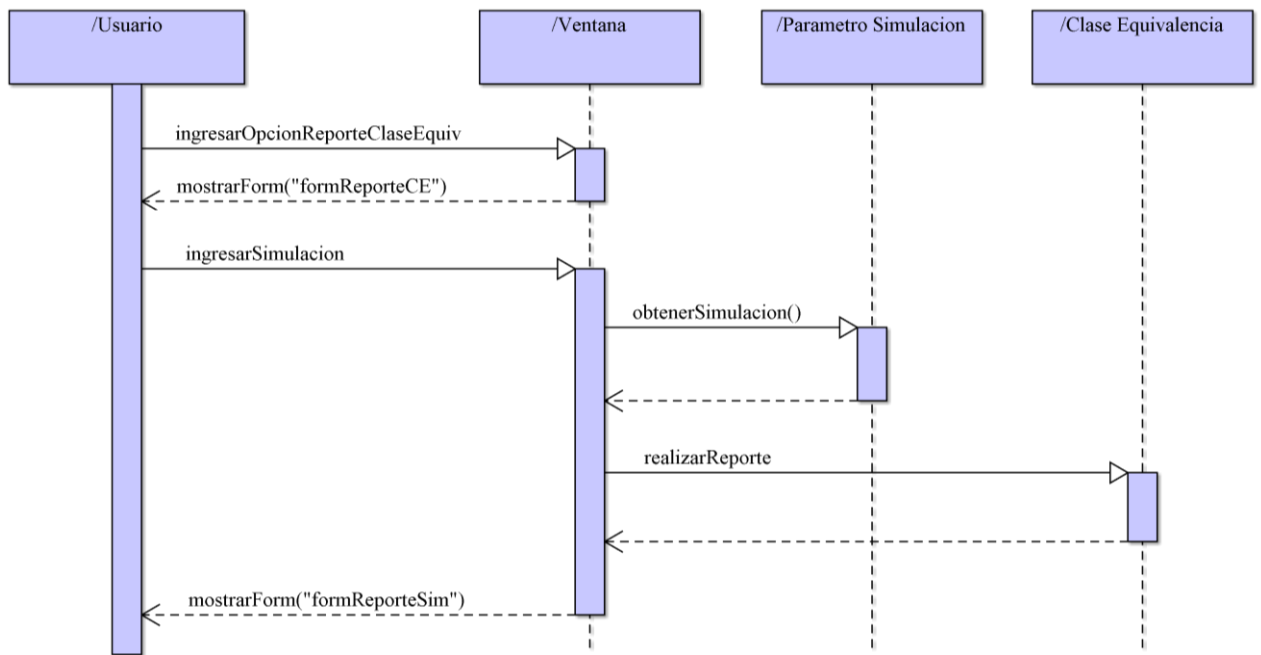 /Usuario
/Ventana
/Parametro Simulacion
/Clase Equivalencia
ingresarOpcionReporteClaseEquiv
mostrarForm("formReporteCE")
ingresarSimulacion
obtenerSimulacion()
realizarReporte
mostrarForm("formReporteSim")